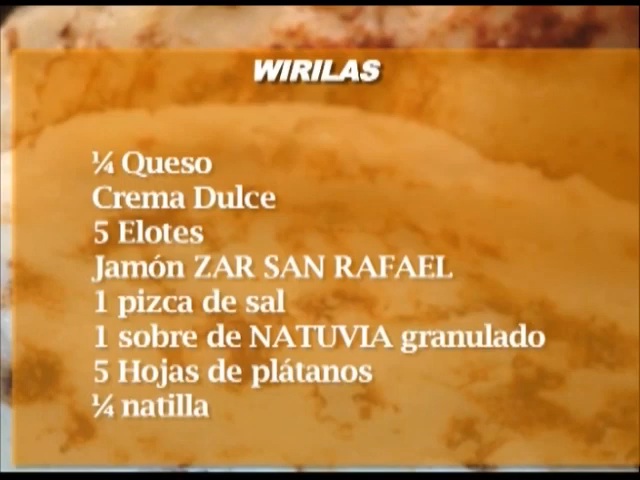 WIRILAS
¼ Queso
Crema Dulce
5 Elotes
Jamón ZAR SAN RAFAEL
1 pizca de sal
1 sobre de NATUVIA granulado
5 Hojas de plátanos
¼ natilla